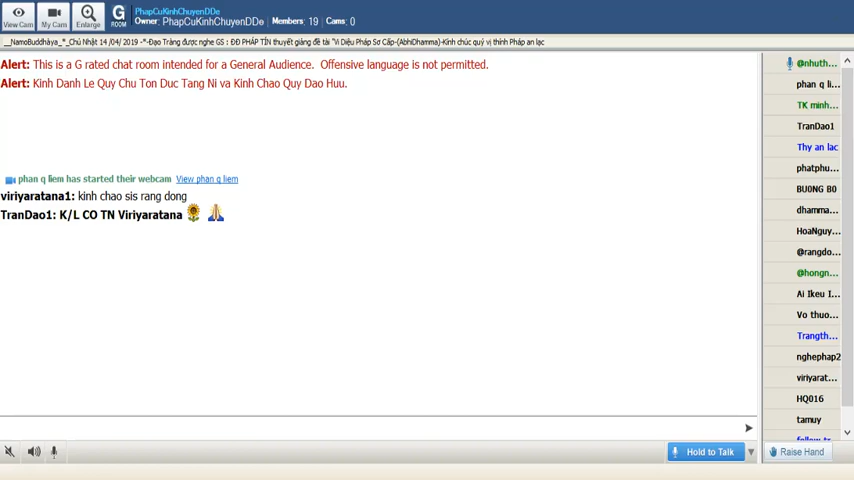 PhapCuKinhChuyenDDe
G Owner: PhapCuKinhChuyenDDe Members: 19 Cams: 0
View Cam My Cam Enlarge ROOM
__NamoBuddhàya_*_Chủ Nhật 14 /04/ 2019 -*-Đạo Tràng được nghe GS : ĐĐ PHÁP TÍN thuyết giảng đề tài "Vi Diệu Pháp Sơ Cấp-(AbhiDhamma)-Kính chúc quý vị thính Pháp an lạc
Alert: This is a G rated chat room intended for a General Audience. Offensive language is not permitted.
Alert: Kinh Danh Le Quy Chu Ton Duc Tang Ni va Kinh Chao Quy Dao Huu.
phan q liem has started their webcam View phan q liem
viriyaratana1: kinh chao sis rang dong
TranDao1: K/L CO TN Viriyaratana 🌻 🙏
@nhuth...
phan q li...
TK minh...
TranDao1
Thy an lac
phatphu...
BU0NG B0
dhamma...
HoaNguy...
@rangdo...
@hongn...
Ai Ikeu I...
Vo thuo...
Trangth...
nghephap2
viriyarat...
HQ016
tamuy
Hold to Talk
Raise Hand